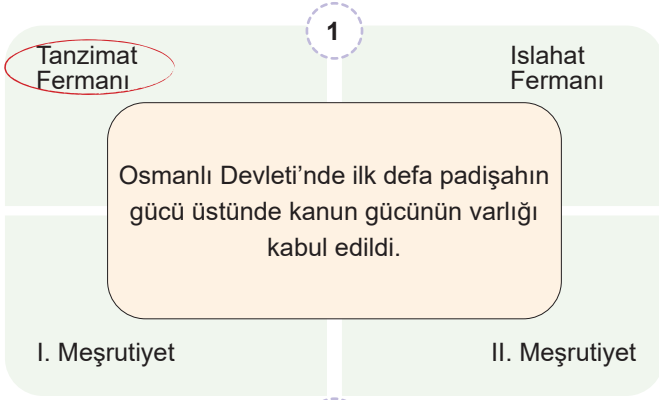 1
Tanzimat
Fermanı
Islahat
Fermanı
Osmanlı Devleti’nde ilk defa padişahın
gücü üstünde kanun gücünün varlığı
kabul edildi.
I. Meşrutiyet
II. Meşrutiyet